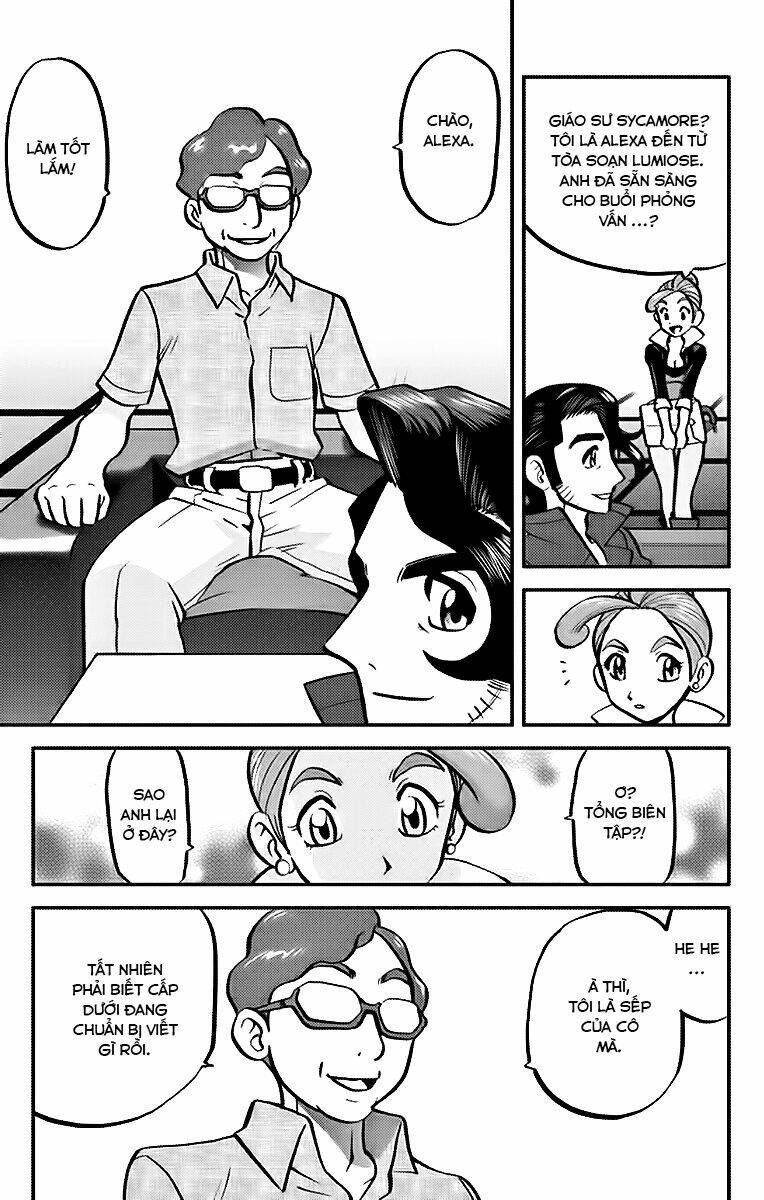 GIÁO SƯ SYCAMORE?
TÔI LÀ ALEXA ĐẾN TỪ
TÒA SOẠN LUMIOSE.
ANH ĐÃ SẴN SÀNG
CHO BUỔI PHỎNG
VẤN ...?
CHÀO,
ALEXA.
LÀM TỐT
LẮM!
Ơ?
TỔNG BIÊN
TẬP?!
SAO
ANH LẠI
Ở ĐÂY?
HE HE
...
À THÌ,
TÔI LÀ SẾP
CỦA CÔ
MÀ.
TẤT NHIÊN
PHẢI BIẾT CẤP
DƯỚI ĐANG
CHUẨN BỊ VIẾT
GÌ RỒI.